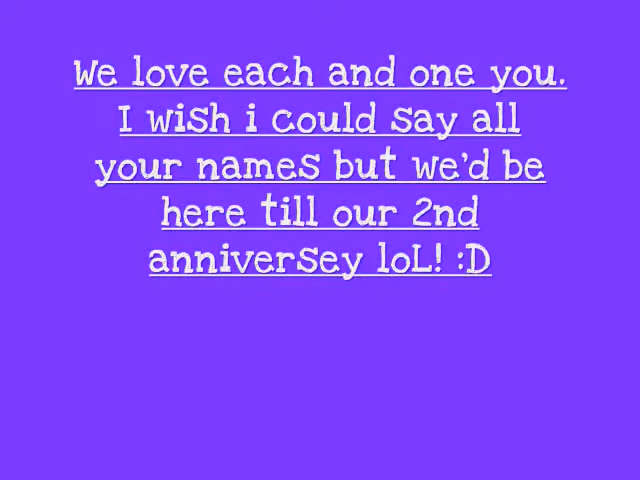 We love each and one you.
I wish i could say all
your names but we'd be
here till our 2nd
anniversey loL! :D